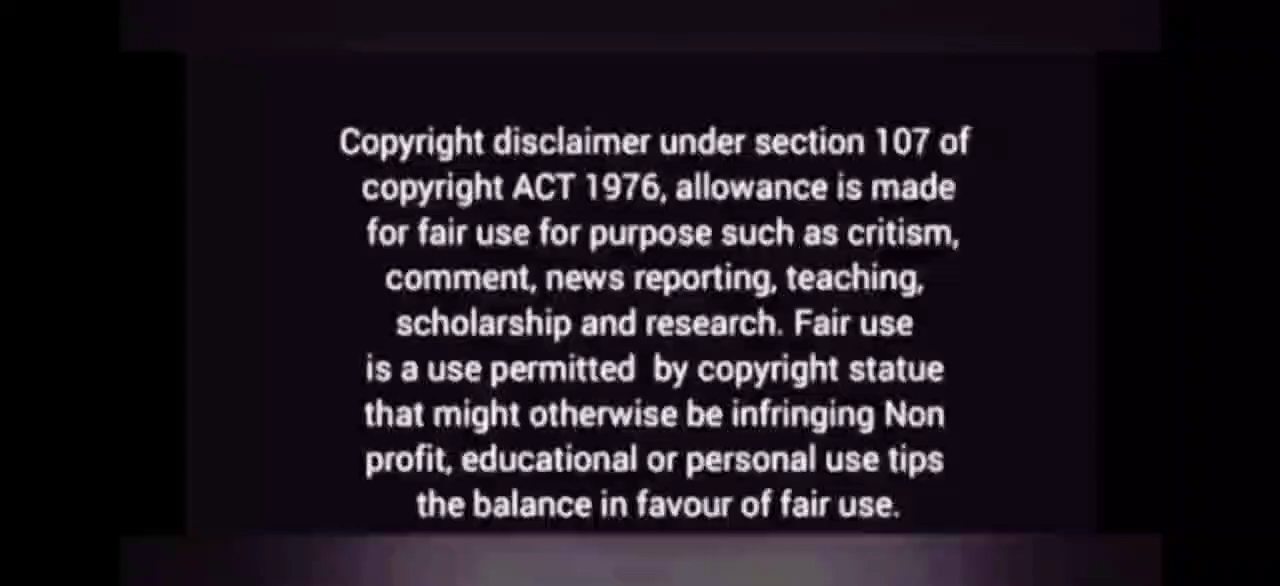 Copyright disclaimer under section 107 of
copyright ACT 1976, allowance is made
for fair use for purpose such as critism,
comment, news reporting, teaching,
scholarship and research. Fair use
is a use permitted by copyright statue
that might otherwise be infringing Non
profit, educational or personal use tips
the balance in favour of fair use.